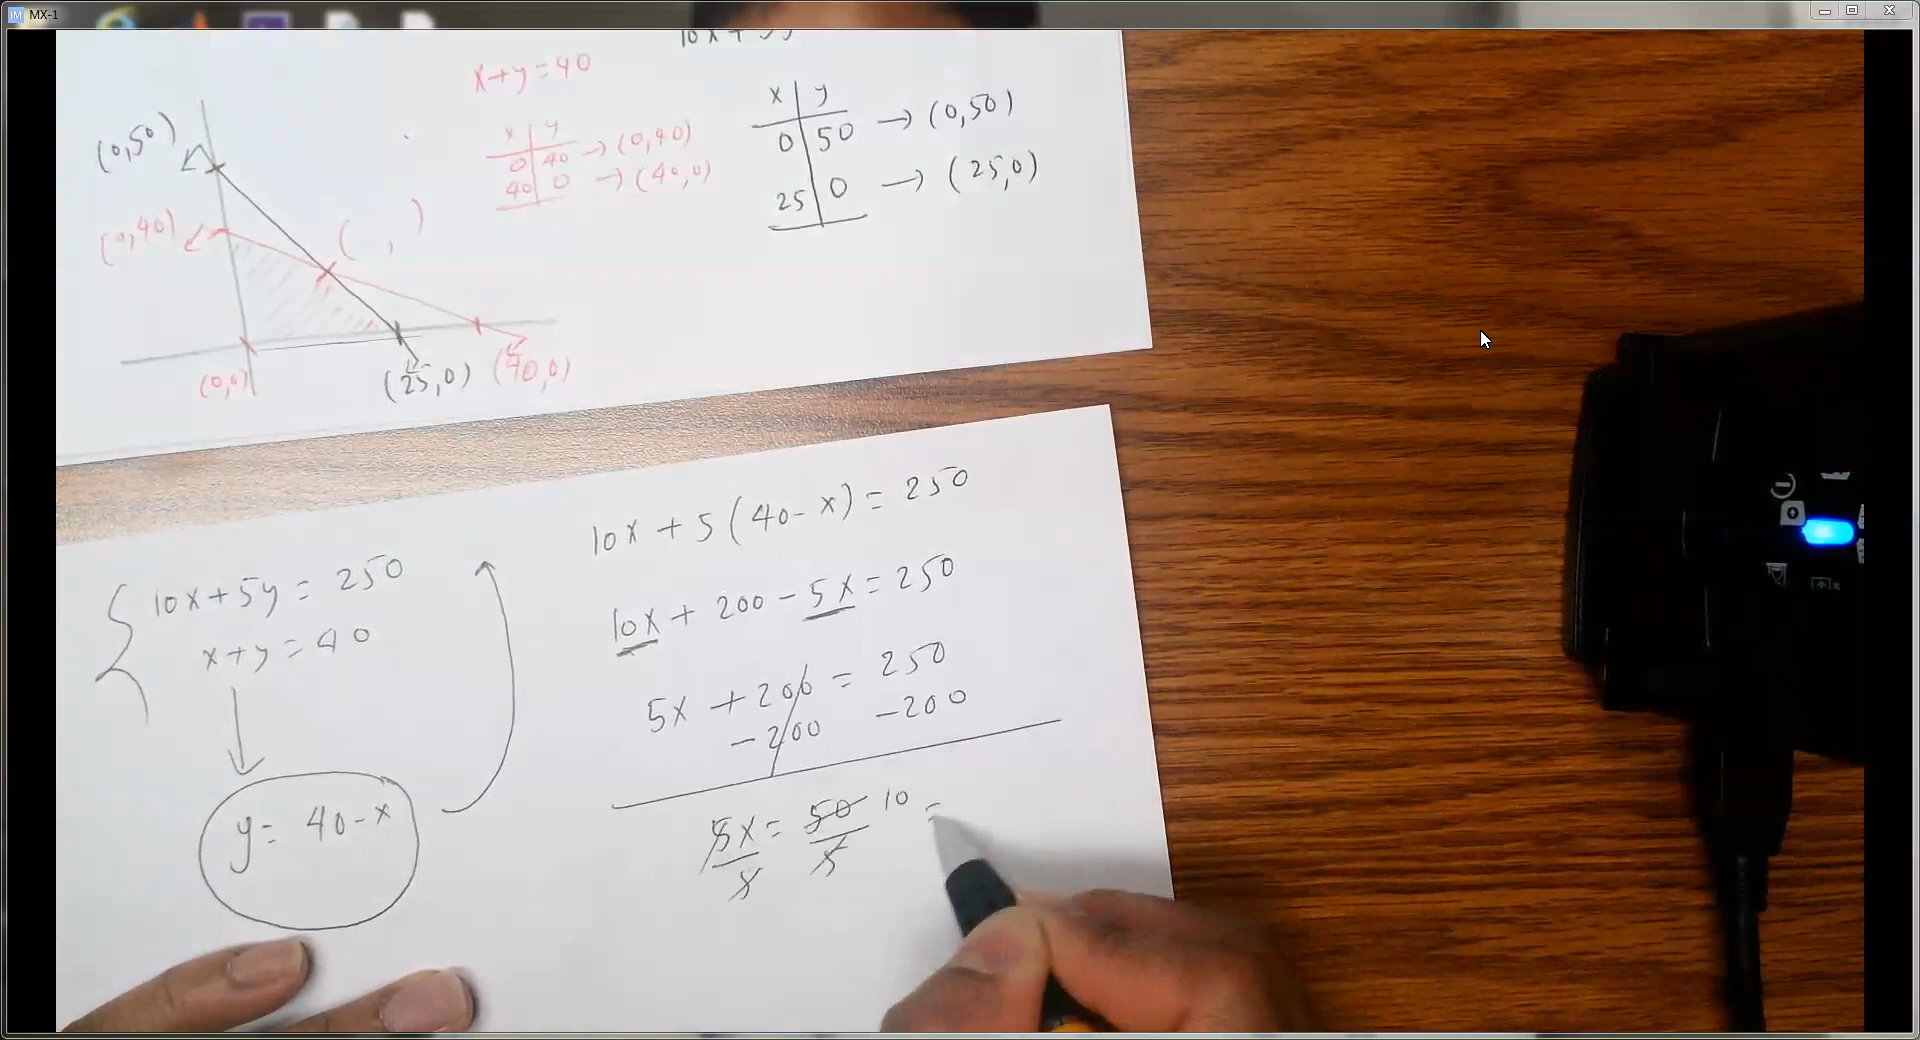 MX-1
x+y=40
x | y
0 | 40 → (0,40)
40 | 0 → (40,0)
x | y
0 | 50 → (0,50)
25 | 0 → (25,0)
(0,50)
(0,40)
( , )
(0,0)
(25,0)
(40,0)
10x+5y = 250
x+y = 40
y = 40-x
10x + 5(40-x) = 250
10x + 200 - 5x = 250
5x + 200 = 250
-200 -200
5x = 50 10 =
5 5